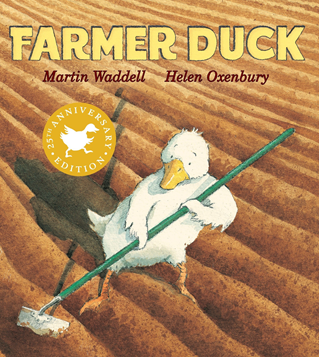 FARMER DUCK
Martin Waddell Helen Oxenbury
25TH ANNIVERSARY
EDITION